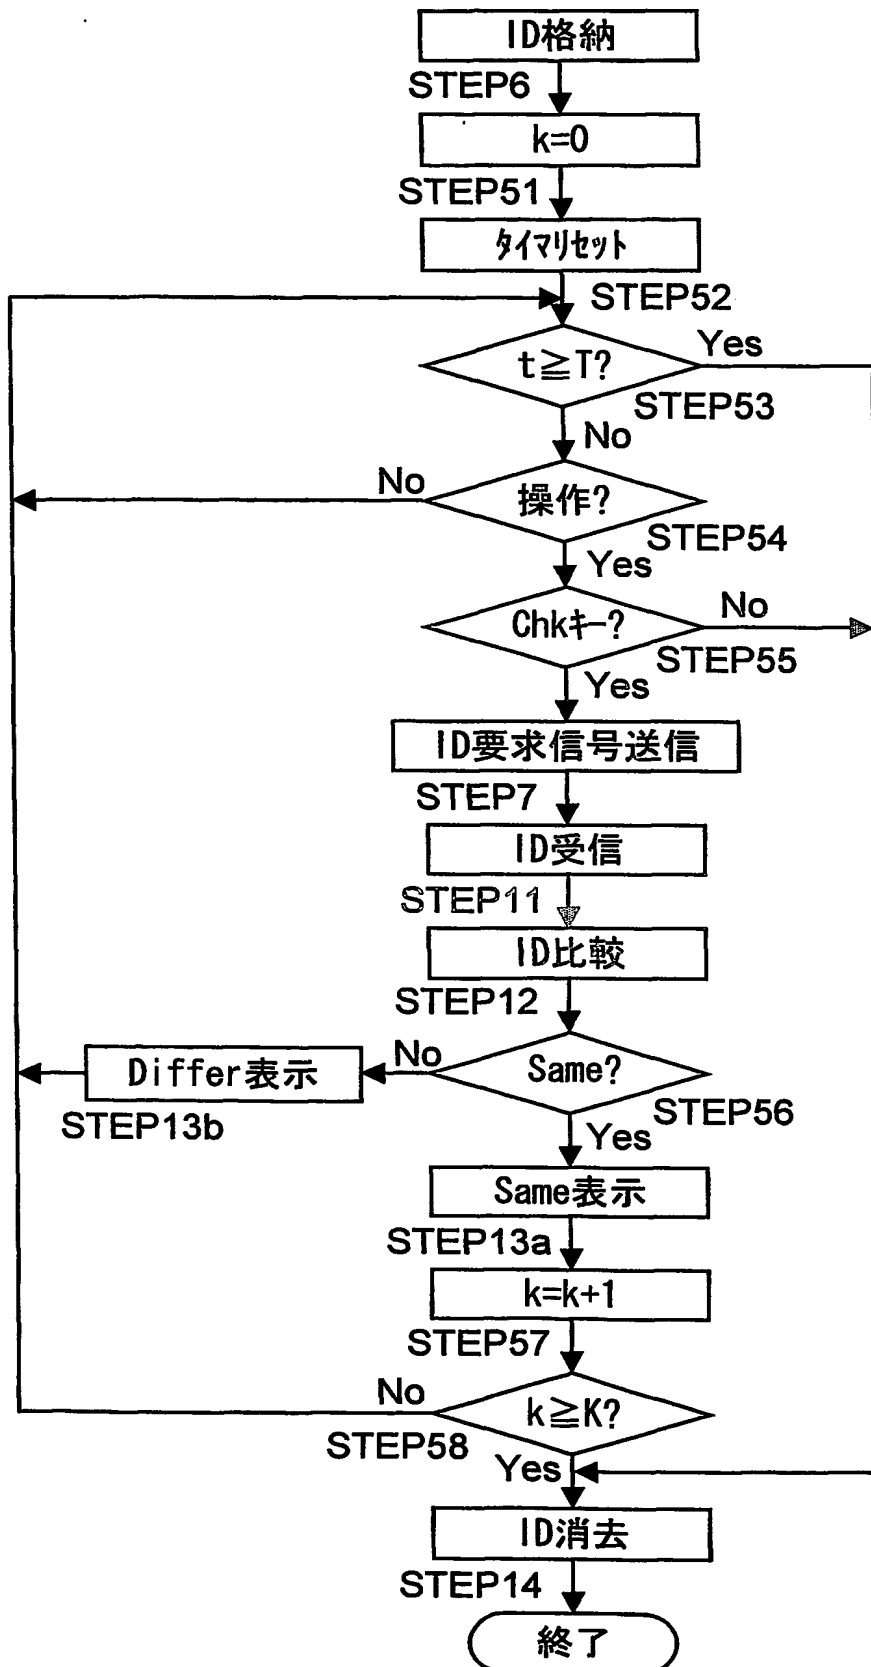 ID格納
STEP6
k=0
STEP51
ﾀｲﾏﾘｾｯﾄ
STEP52
t≧T?
Yes
STEP53
No
No
操作?
STEP54
Yes
Chkｷｰ?
No
STEP55
Yes
ID要求信号送信
STEP7
ID受信
STEP11
ID比較
STEP12
Differ表示
No
Same?
STEP13b
STEP56
Yes
Same表示
STEP13a
k=k+1
STEP57
No
k≧K?
STEP58
Yes
ID消去
STEP14
終了